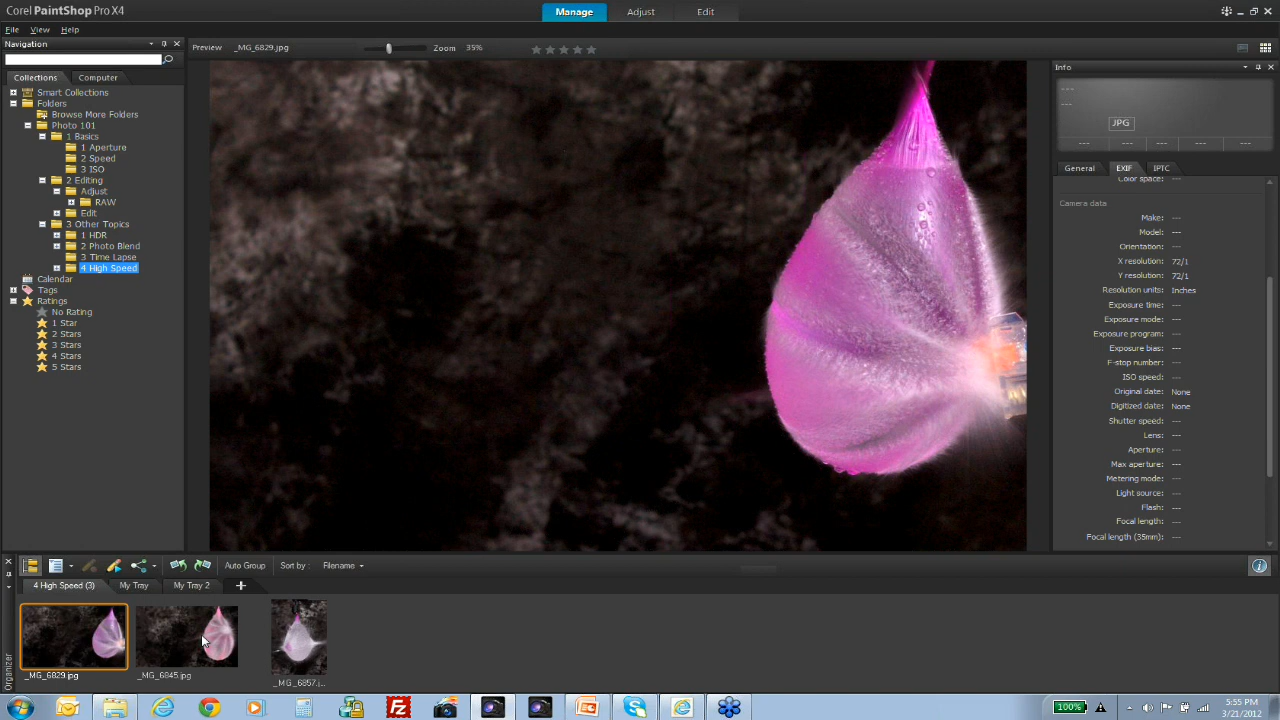 Corel PaintShop Pro X4
Manage Adjust Edit
File View Help
Navigation
Preview _MG_6829.jpg Zoom 35%
Info
Collections Computer
Smart Collections
Folders
Browse More Folders
Photo 101
1 Basics
1 Aperture
2 Speed
3 ISO
2 Editing
Adjust
RAW
Edit
3 Other Topics
1 HDR
2 Photo Blend
3 Time Lapse
4 High Speed
Calendar
Tags
Ratings
No Rating
1 Star
2 Stars
3 Stars
4 Stars
5 Stars
---
---
JPG
--- --- --- --- ---
General EXIF IPTC
Color space: ---
Camera data
Make: ---
Model: ---
Orientation: ---
X resolution: 72/1
Y resolution: 72/1
Resolution units: Inches
Exposure time: ---
Exposure mode: ---
Exposure program: ---
Exposure bias: ---
F-stop number: ---
ISO speed: ---
Original date: None
Digitized date: None
Shutter speed: ---
Lens: ---
Aperture: ---
Max aperture: ---
Metering mode: ---
Light source: ---
Flash: ---
Focal length: ---
Focal length (35mm): ---
Auto Group Sort by : Filename
4 High Speed (3) My Tray My Tray 2 +
_MG_6829.jpg _MG_6845.jpg _MG_6857.j...
Organizer
Fz
100%
5:55 PM
3/21/2012